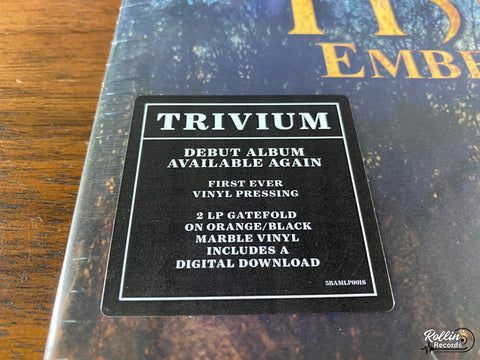 EMBE
TRIVIUM
DEBUT ALBUM
AVAILABLE AGAIN
FIRST EVER
VINYL PRESSING
2 LP GATEFOLD
ON ORANGE/BLACK
MARBLE VINYL
INCLUDES A
DIGITAL DOWNLOAD
5BAMLP001S
Rollin'
Records